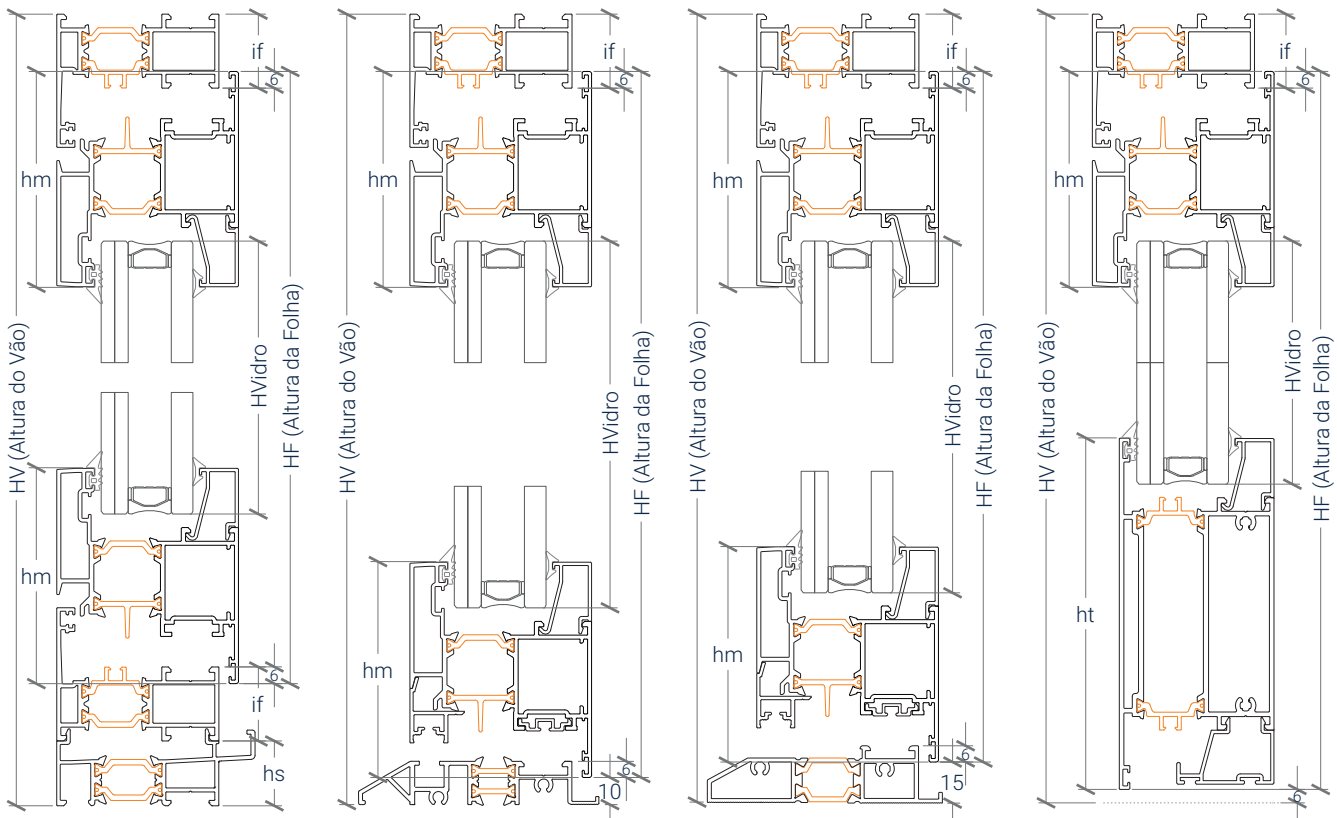 HV (Altura do Vão)
hm
if
6
HVidro
HF (Altura da Folha)
hm
6
if
hs
HV (Altura do Vão)
hm
if
6
HVidro
HF (Altura da Folha)
hm
6
10
HV (Altura do Vão)
hm
if
6
HVidro
HF (Altura da Folha)
hm
6
15
HV (Altura do Vão)
hm
if
6
HVidro
HF (Altura da Folha)
ht
6